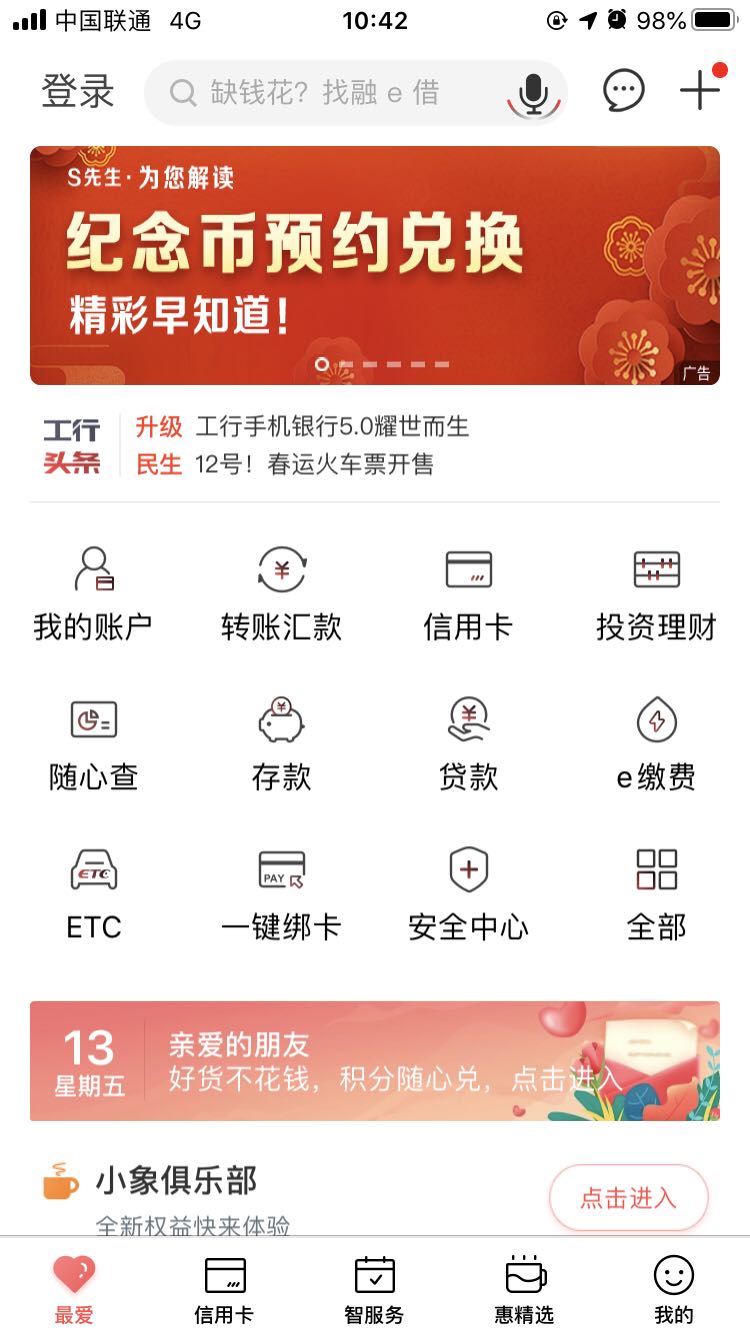 中国联通 4G 10:42 98%
登录 缺钱花？找融 e 借
S先生·为您解读
纪念币预约兑换
精彩早知道！
广告
工行头条
升级 工行手机银行5.0耀世而生
民生 12号！春运火车票开售
我的账户 转账汇款 信用卡 投资理财
随心查 存款 贷款 e缴费
ETC
PAY
ETC 一键绑卡 安全中心 全部
13 亲爱的朋友
星期五 好货不花钱，积分随心兑，点击进入
小象俱乐部
点击进入
全新权益快来体验
最爱 信用卡 智服务 惠精选 我的